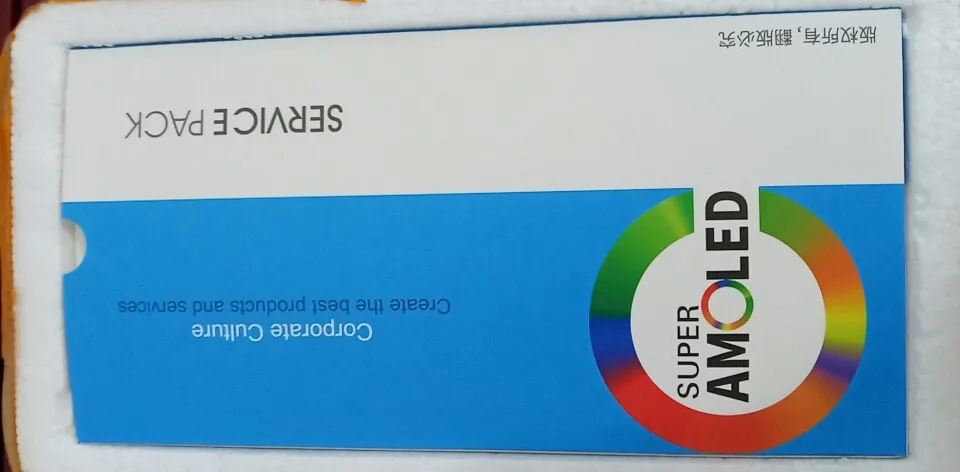 Corporate Culture
Create the best products and services
SUPER
AMOLED
SERVICE PACK
版权所有，翻版必究